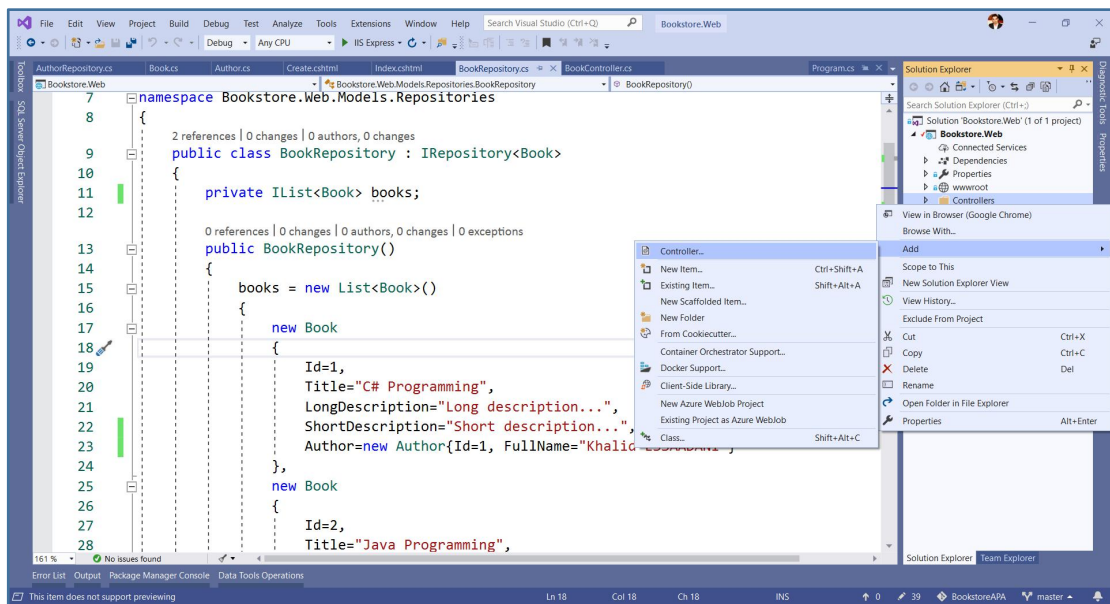 File Edit View Project Build Debug Test Analyze Tools Extensions Window Help Search Visual Studio (Ctrl+Q) Bookstore.Web
Debug Any CPU IIS Express
AuthorRepository.cs Book.cs Author.cs Create.cshtml Index.cshtml BookRepository.cs BookController.cs Program.cs
Bookstore.Web Bookstore.Web.Models.Repositories.BookRepository BookRepository()
7 namespace Bookstore.Web.Models.Repositories
8 {
2 references | 0 changes | 0 authors, 0 changes
9 public class BookRepository : IRepository<Book>
10 {
11 private IList<Book> books;
12
0 references | 0 changes | 0 authors, 0 changes | 0 exceptions
13 public BookRepository()
14 {
15 books = new List<Book>()
16 {
17 new Book
18 {
19 Id=1,
20 Title="C# Programming",
21 LongDescription="Long description...",
22 ShortDescription="Short description...",
23 Author=new Author{Id=1, FullName="Khalid ESSAADANI"}
24 },
25 new Book
26 {
27 Id=2,
28 Title="Java Programming",
161 % No issues found
Toolbox
SQL Server Object Explorer
Solution Explorer
Search Solution Explorer (Ctrl+;)
Solution 'Bookstore.Web' (1 of 1 project)
Bookstore.Web
Connected Services
Dependencies
Properties
wwwroot
Controllers
Diagnostic Tools
Properties
View in Browser (Google Chrome)
Browse With...
Add
Scope to This
New Solution Explorer View
View History...
Exclude From Project
Cut Ctrl+X
Copy Ctrl+C
Delete Del
Rename
Open Folder in File Explorer
Properties Alt+Enter
Controller...
New Item... Ctrl+Shift+A
Existing Item... Shift+Alt+A
New Scaffolded Item...
New Folder
From Cookiecutter...
Container Orchestrator Support...
Docker Support...
Client-Side Library...
New Azure WebJob Project
Existing Project as Azure WebJob
Class... Shift+Alt+C
Solution Explorer Team Explorer
Error List Output Package Manager Console Data Tools Operations
This item does not support previewing Ln 18 Col 18 Ch 18 INS 0 39 BookstoreAPA master